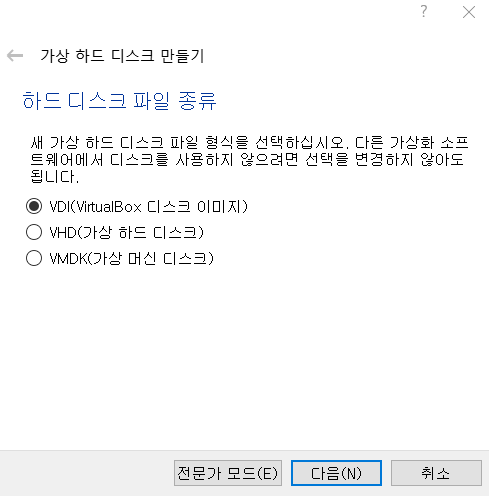 ?
가상 하드 디스크 만들기
하드 디스크 파일 종류
새 가상 하드 디스크 파일 형식을 선택하십시오. 다른 가상화 소프
트웨어에서 디스크를 사용하지 않으려면 선택을 변경하지 않아도
됩니다.
VDI(VirtualBox 디스크 이미지)
VHD(가상 하드 디스크)
VMDK(가상 머신 디스크)
전문가 모드(E) 다음(N) 취소